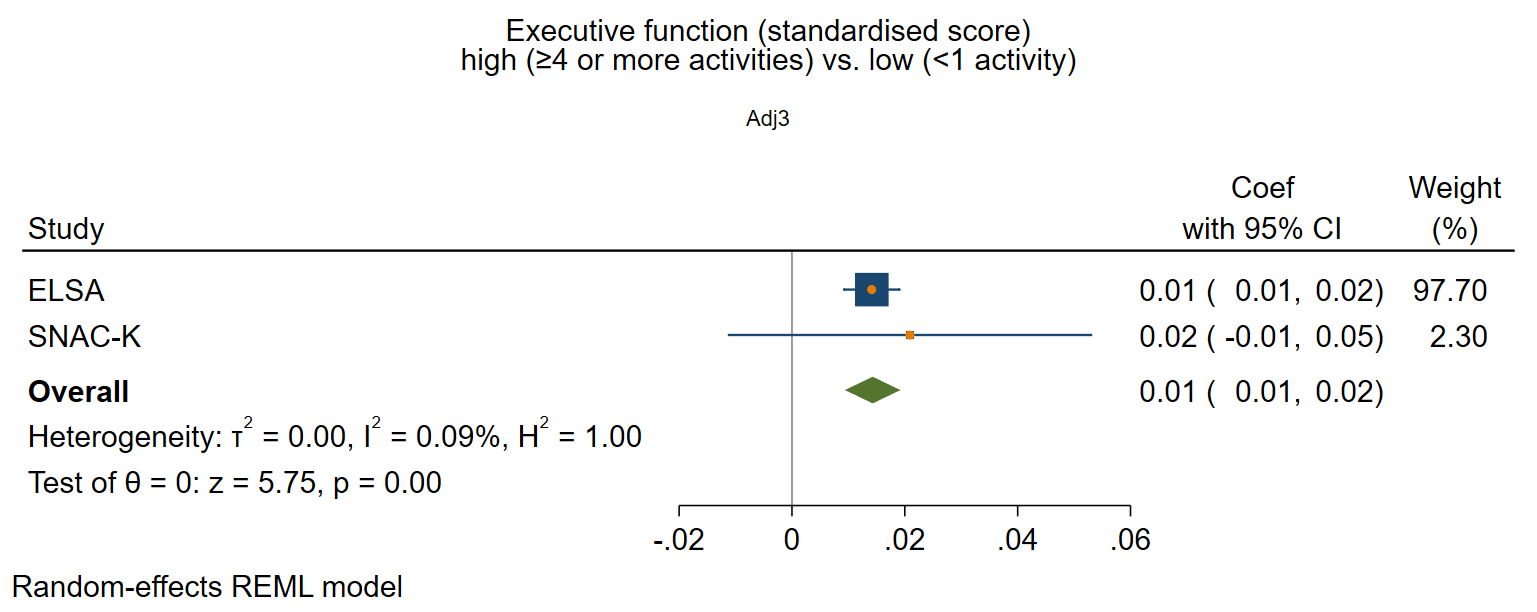 Executive function (standardised score)
high (≥4 or more activities) vs. low (<1 activity)
Adj3
Coef Weight
Study with 95% CI (%)
ELSA 0.01 ( 0.01, 0.02) 97.70
SNAC-K 0.02 ( -0.01, 0.05) 2.30
Overall 0.01 ( 0.01, 0.02)
Heterogeneity: τ² = 0.00, I² = 0.09%, H² = 1.00
Test of θ = 0: z = 5.75, p = 0.00
-.02 0 .02 .04 .06
Random-effects REML model